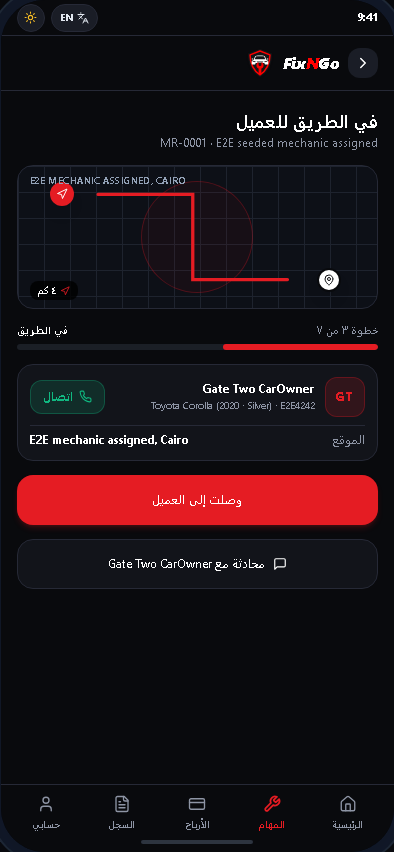 9:41
EN
FixNGo
في الطريق للعميل
MR-0001 · E2E seeded mechanic assigned
E2E MECHANIC ASSIGNED, CAIRO
٤ كم
خطوة ٣ من ٧
في الطريق
GT
Gate Two CarOwner
Toyota Corolla (2020 · Silver) · E2E4242
اتصال
الموقع
E2E mechanic assigned, Cairo
وصلت إلى العميل
محادثة مع Gate Two CarOwner
الرئيسية
المهام
الأرباح
السجل
حسابي